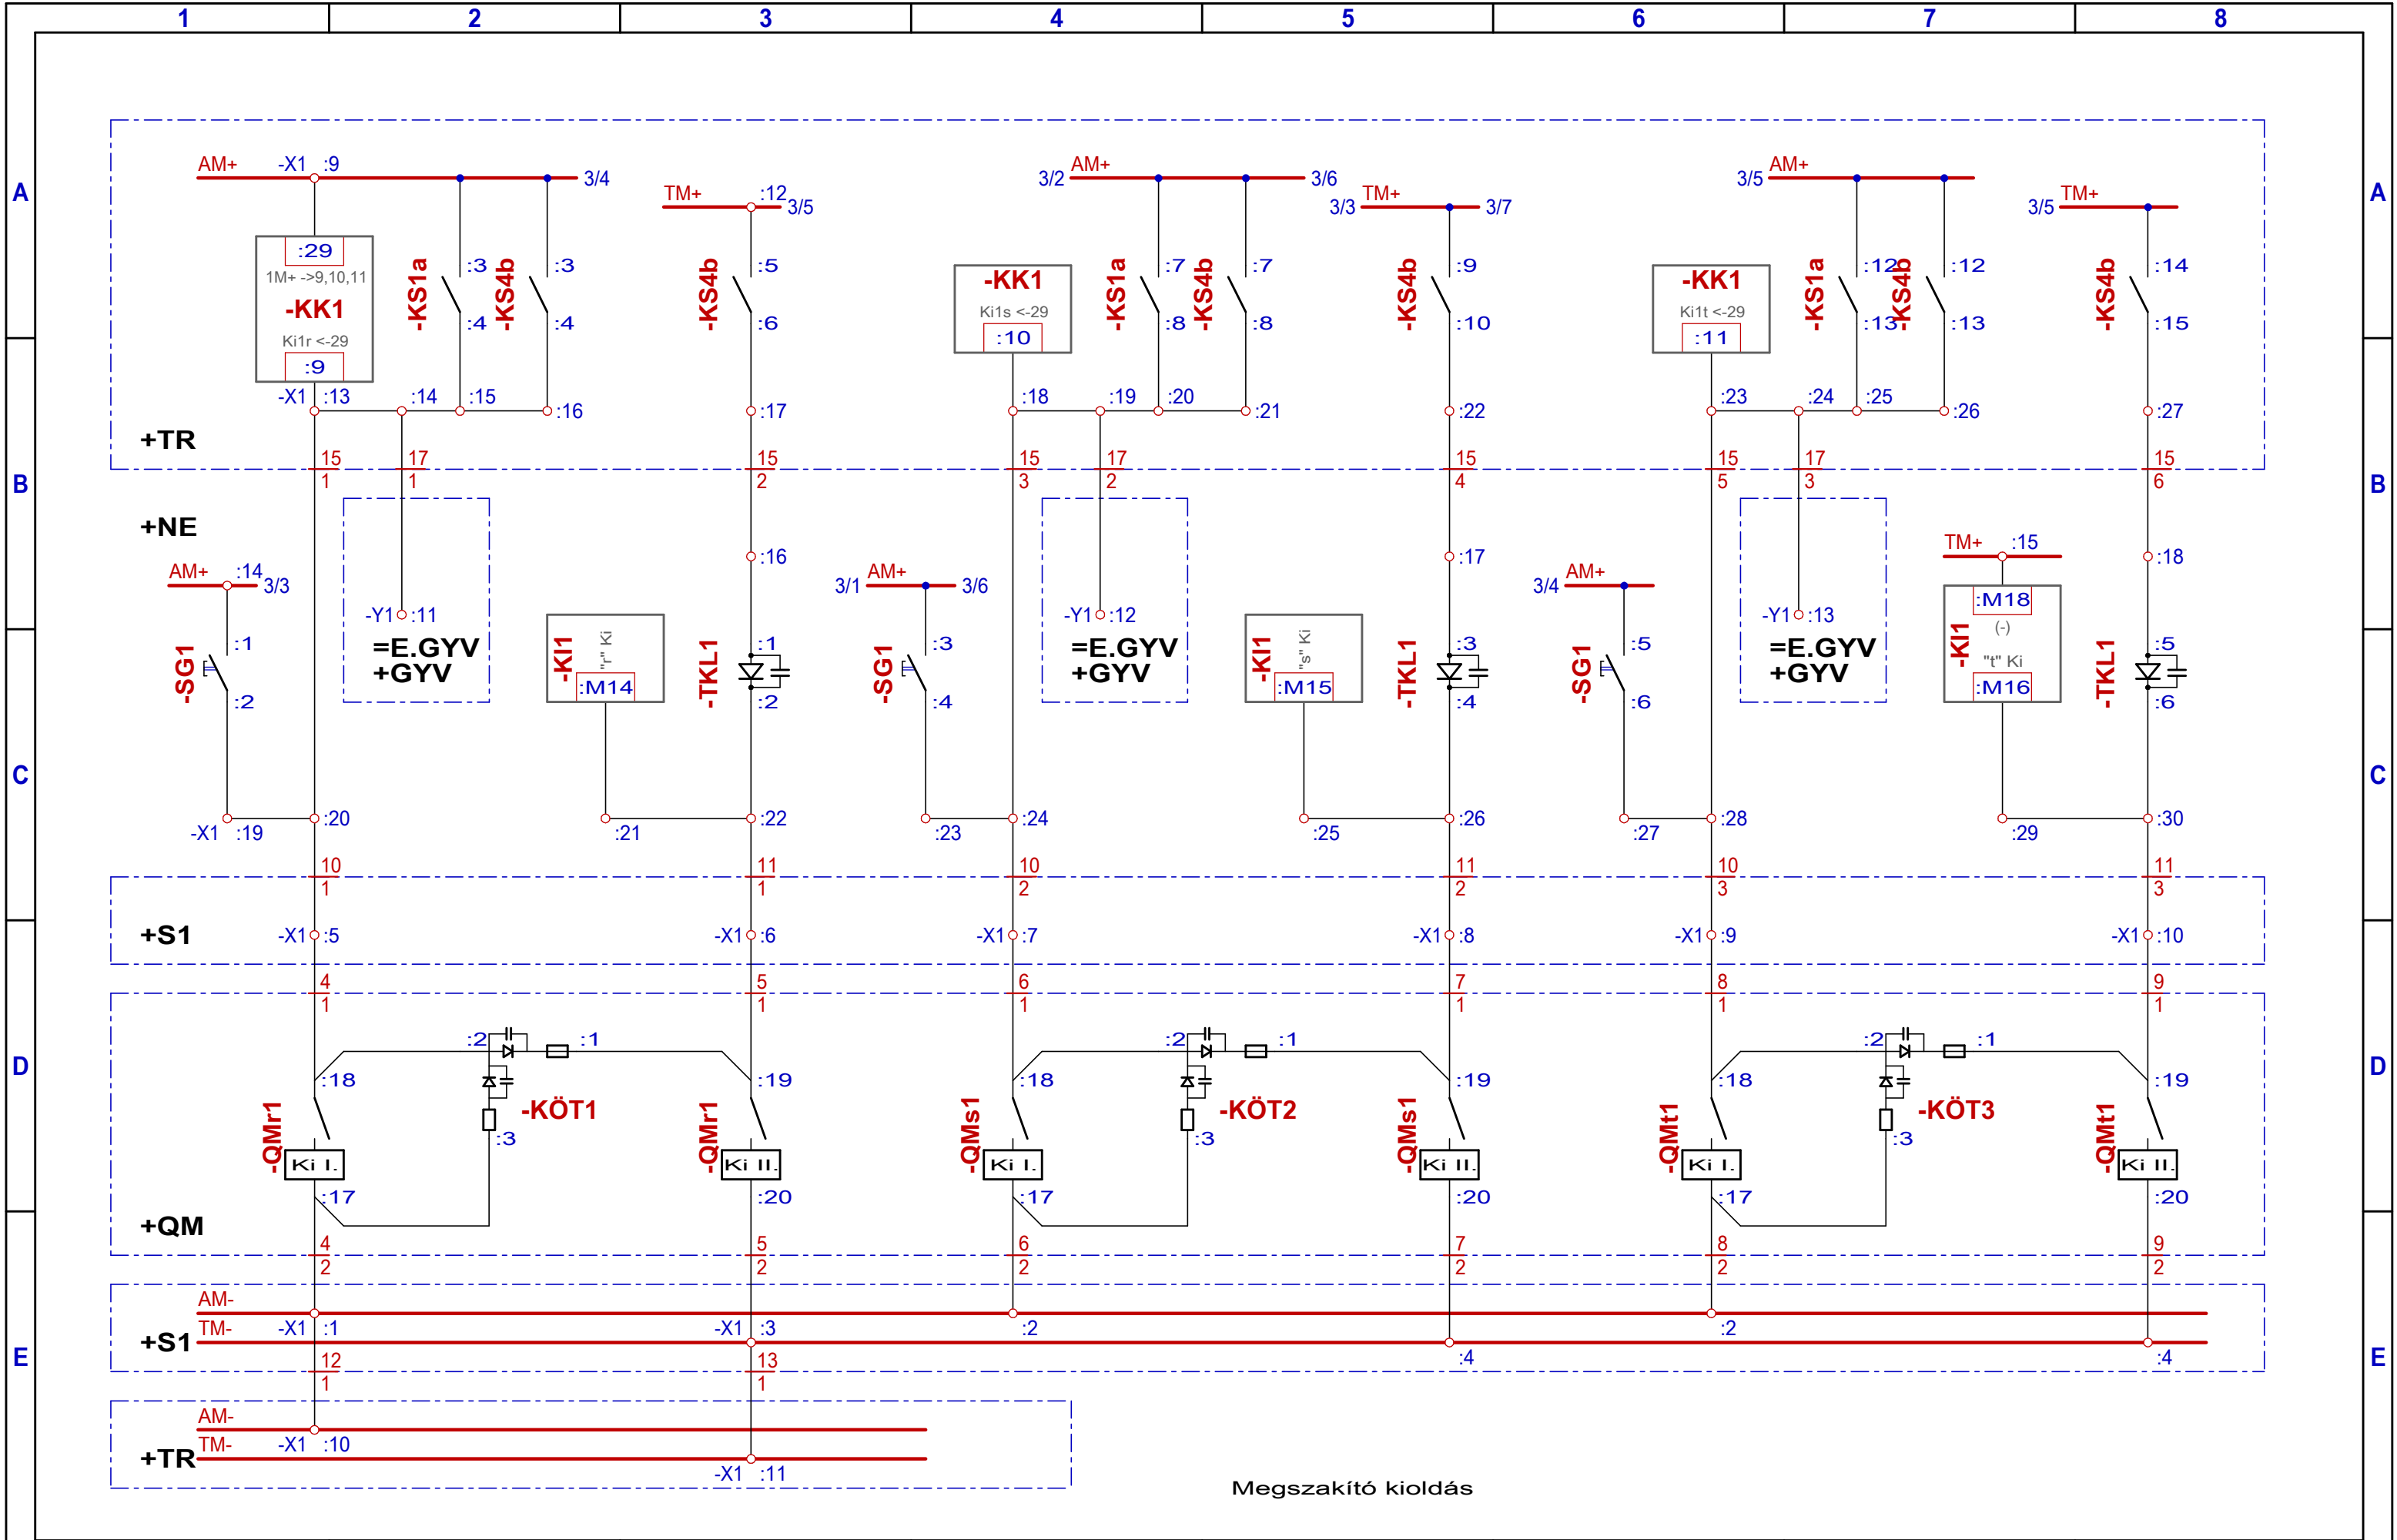 1 2 3 4 5 6 7 8
AM+ -X1 :9 3/4
3/2 AM+ 3/6
3/5 AM+
TM+ :12 3/5
3/3 TM+ 3/7
3/5 TM+
A A
:29
1M+ ->9,10,11
-KK1
Ki1r <-29
:9
-KS1a :3 :4
-KS4b :3 :4
-KS4b :5 :6
-KK1
Ki1s <-29
:10
-KS1a :7 :8
-KS4b :7 :8
-KS4b :9 :10
-KK1
Ki1t <-29
:11
-KS1a :12 :13
-KS4b :12 :13
-KS4b :14 :15
-X1 :13 :14 :15 :16 :17 :18 :19 :20 :21 :22 :23 :24 :25 :26 :27
+TR
15 17 15 15 17 15 15 17 15
1 1 2 3 2 4 5 3 6
B B
+NE
:16 :17 :18
AM+ :14 3/3
3/1 AM+ 3/6
3/4 AM+
TM+ :15
-Y1 :11
=E.GYV
+GYV
-Y1 :12
=E.GYV
+GYV
-Y1 :13
=E.GYV
+GYV
-SG1 :1 :2
-KI1 "r" Ki
:M14
-TKL1 :1 :2
-SG1 :3 :4
-KI1 "s" Ki
:M15
-TKL1 :3 :4
-SG1 :5 :6
:M18
(-)
-KI1 "t" Ki
:M16
-TKL1 :5 :6
C C
-X1 :19 :20 :21 :22 :23 :24 :25 :26 :27 :28 :29 :30
10 11 10 11 10 11
1 1 2 2 3 3
+S1 -X1 :5 -X1 :6 -X1 :7 -X1 :8 -X1 :9 -X1 :10
4 5 6 7 8 9
1 1 1 1 1 1
D D
:2 :1 :2 :1 :2 :1
:18 :19 :18 :19 :18 :19
-KÖT1 -KÖT2 -KÖT3
:3 :3 :3
-QMr1 Ki I. -QMr1 Ki II. -QMs1 Ki I. -QMs1 Ki II. -QMt1 Ki I. -QMt1 Ki II.
:17 :20 :17 :20 :17 :20
+QM
4 5 6 7 8 9
2 2 2 2 2 2
AM-
TM- -X1 :1 -X1 :3 :2 :2
+S1 :4 :4
E E
12 13
1 1
AM-
TM- -X1 :10
+TR -X1 :11
Megszakító kioldás